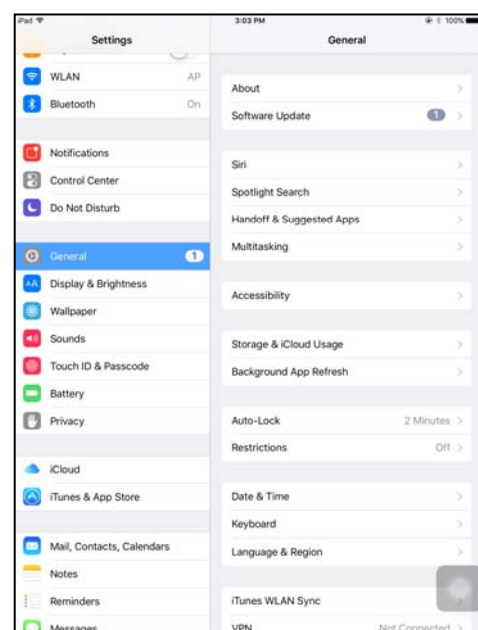 iPad
3:03 PM
100%
Settings
General
WLAN
AP
Bluetooth
On
Notifications
Control Center
Do Not Disturb
General
1
Display & Brightness
Wallpaper
Sounds
Touch ID & Passcode
Battery
Privacy
iCloud
iTunes & App Store
Mail, Contacts, Calendars
Notes
Reminders
Messages
About
Software Update
1
Siri
Spotlight Search
Handoff & Suggested Apps
Multitasking
Accessibility
Storage & iCloud Usage
Background App Refresh
Auto-Lock
2 Minutes
Restrictions
Off
Date & Time
Keyboard
Language & Region
iTunes WLAN Sync
VPN
Not Connected